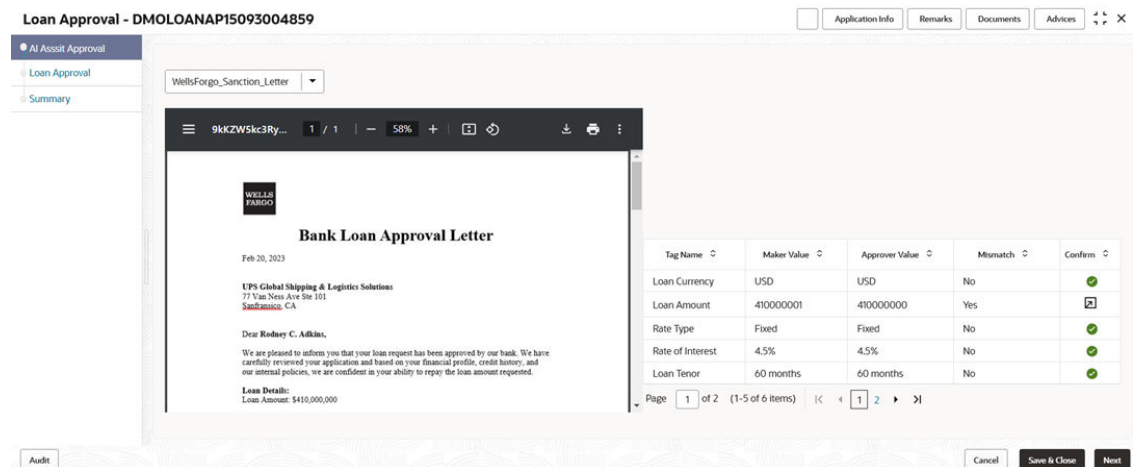 Loan Approval - DMOLOANAP15093004859
Application Info
Remarks
Documents
Advices
AI Asssit Approval
Loan Approval
Summary
WellsForgo_Sanction_Letter
9kKZW5kc3Ry... 1 / 1 58%
WELLS
FARGO
Bank Loan Approval Letter
Feb 20, 2023
UPS Global Shipping & Logistics Solutions
77 Van Ness Ave Ste 101
Sanfransico, CA
Dear Rodney C. Adkins,
We are pleased to inform you that your loan request has been approved by our bank. We have
carefully reviewed your application and based on your financial profile, credit history, and
our internal policies, we are confident in your ability to repay the loan amount requested.
Loan Details:
Loan Amount: $410,000,000
Tag Name Maker Value Approver Value Mismatch Confirm
Loan Currency USD USD No
Loan Amount 410000001 410000000 Yes
Rate Type Fixed Fixed No
Rate of Interest 4.5% 4.5% No
Loan Tenor 60 months 60 months No
Page 1 of 2 (1-5 of 6 items) 1 2
Audit
Cancel
Save & Close
Next